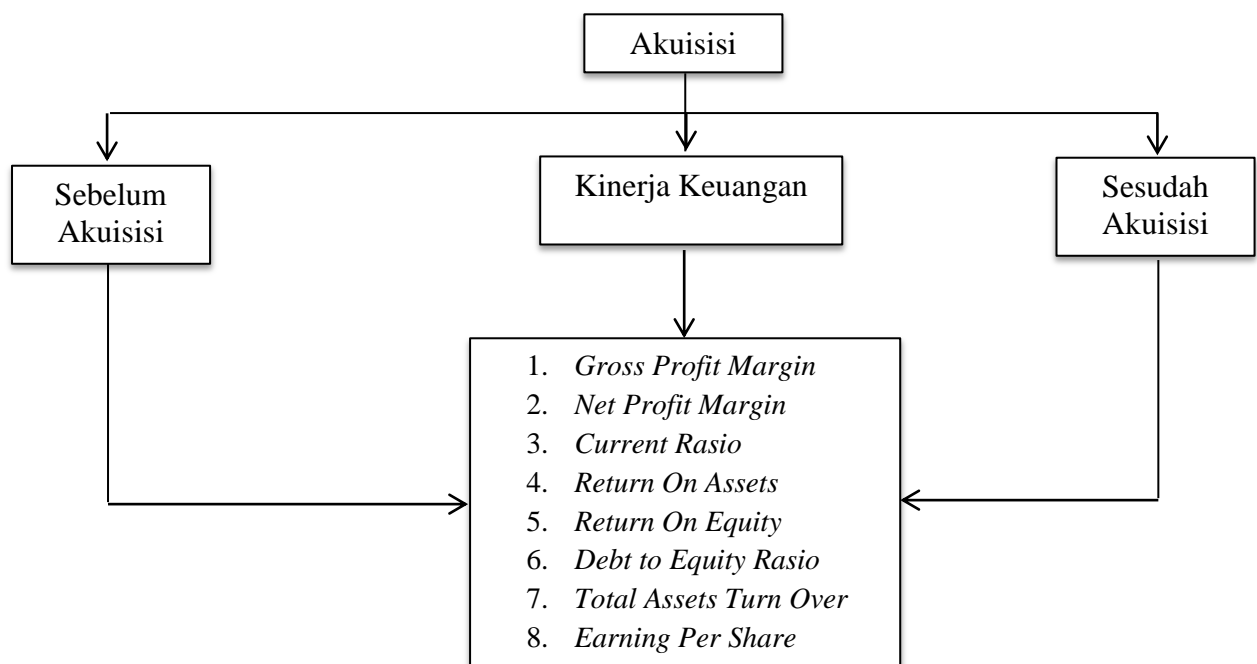 Akuisisi
Sebelum
Akuisisi
Kinerja Keuangan
Sesudah
Akuisisi
1. Gross Profit Margin
2. Net Profit Margin
3. Current Rasio
4. Return On Assets
5. Return On Equity
6. Debt to Equity Rasio
7. Total Assets Turn Over
8. Earning Per Share